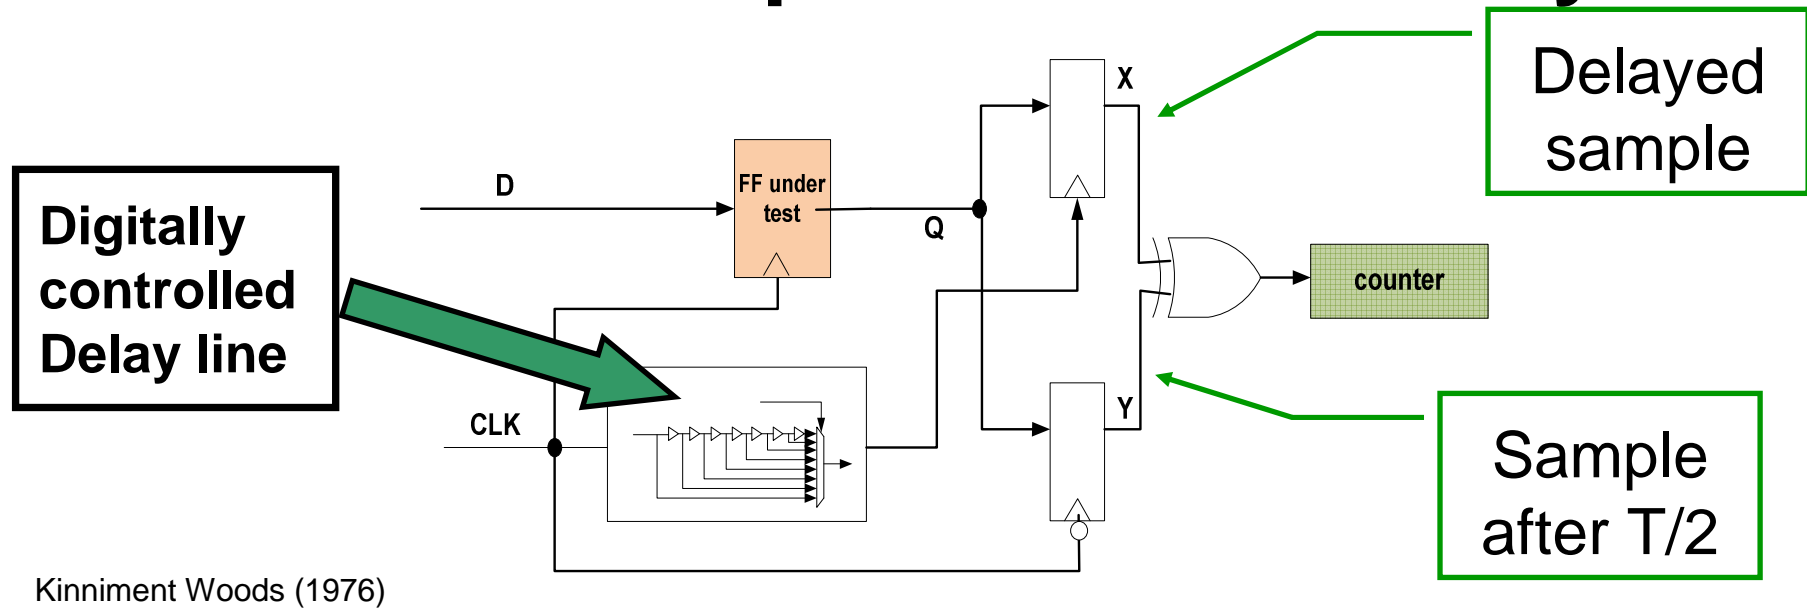 Delayed
sample
X
D
FF under
test
Q
Digitally
controlled
Delay line
counter
CLK
Y
Sample
after T/2
Kinniment Woods (1976)